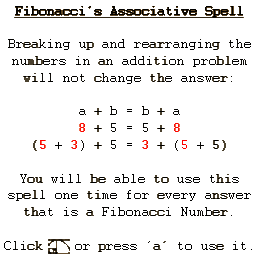 Fibonacci´s Associative Spell
Breaking up and rearranging the
numbers in an addition problem
will not change the answer:
a + b = b + a
8 + 5 = 5 + 8
(5 + 3) + 5 = 3 + (5 + 5)
You will be able to use this
spell one time for every answer
that is a Fibonacci Number.
Click or press ´a´ to use it.